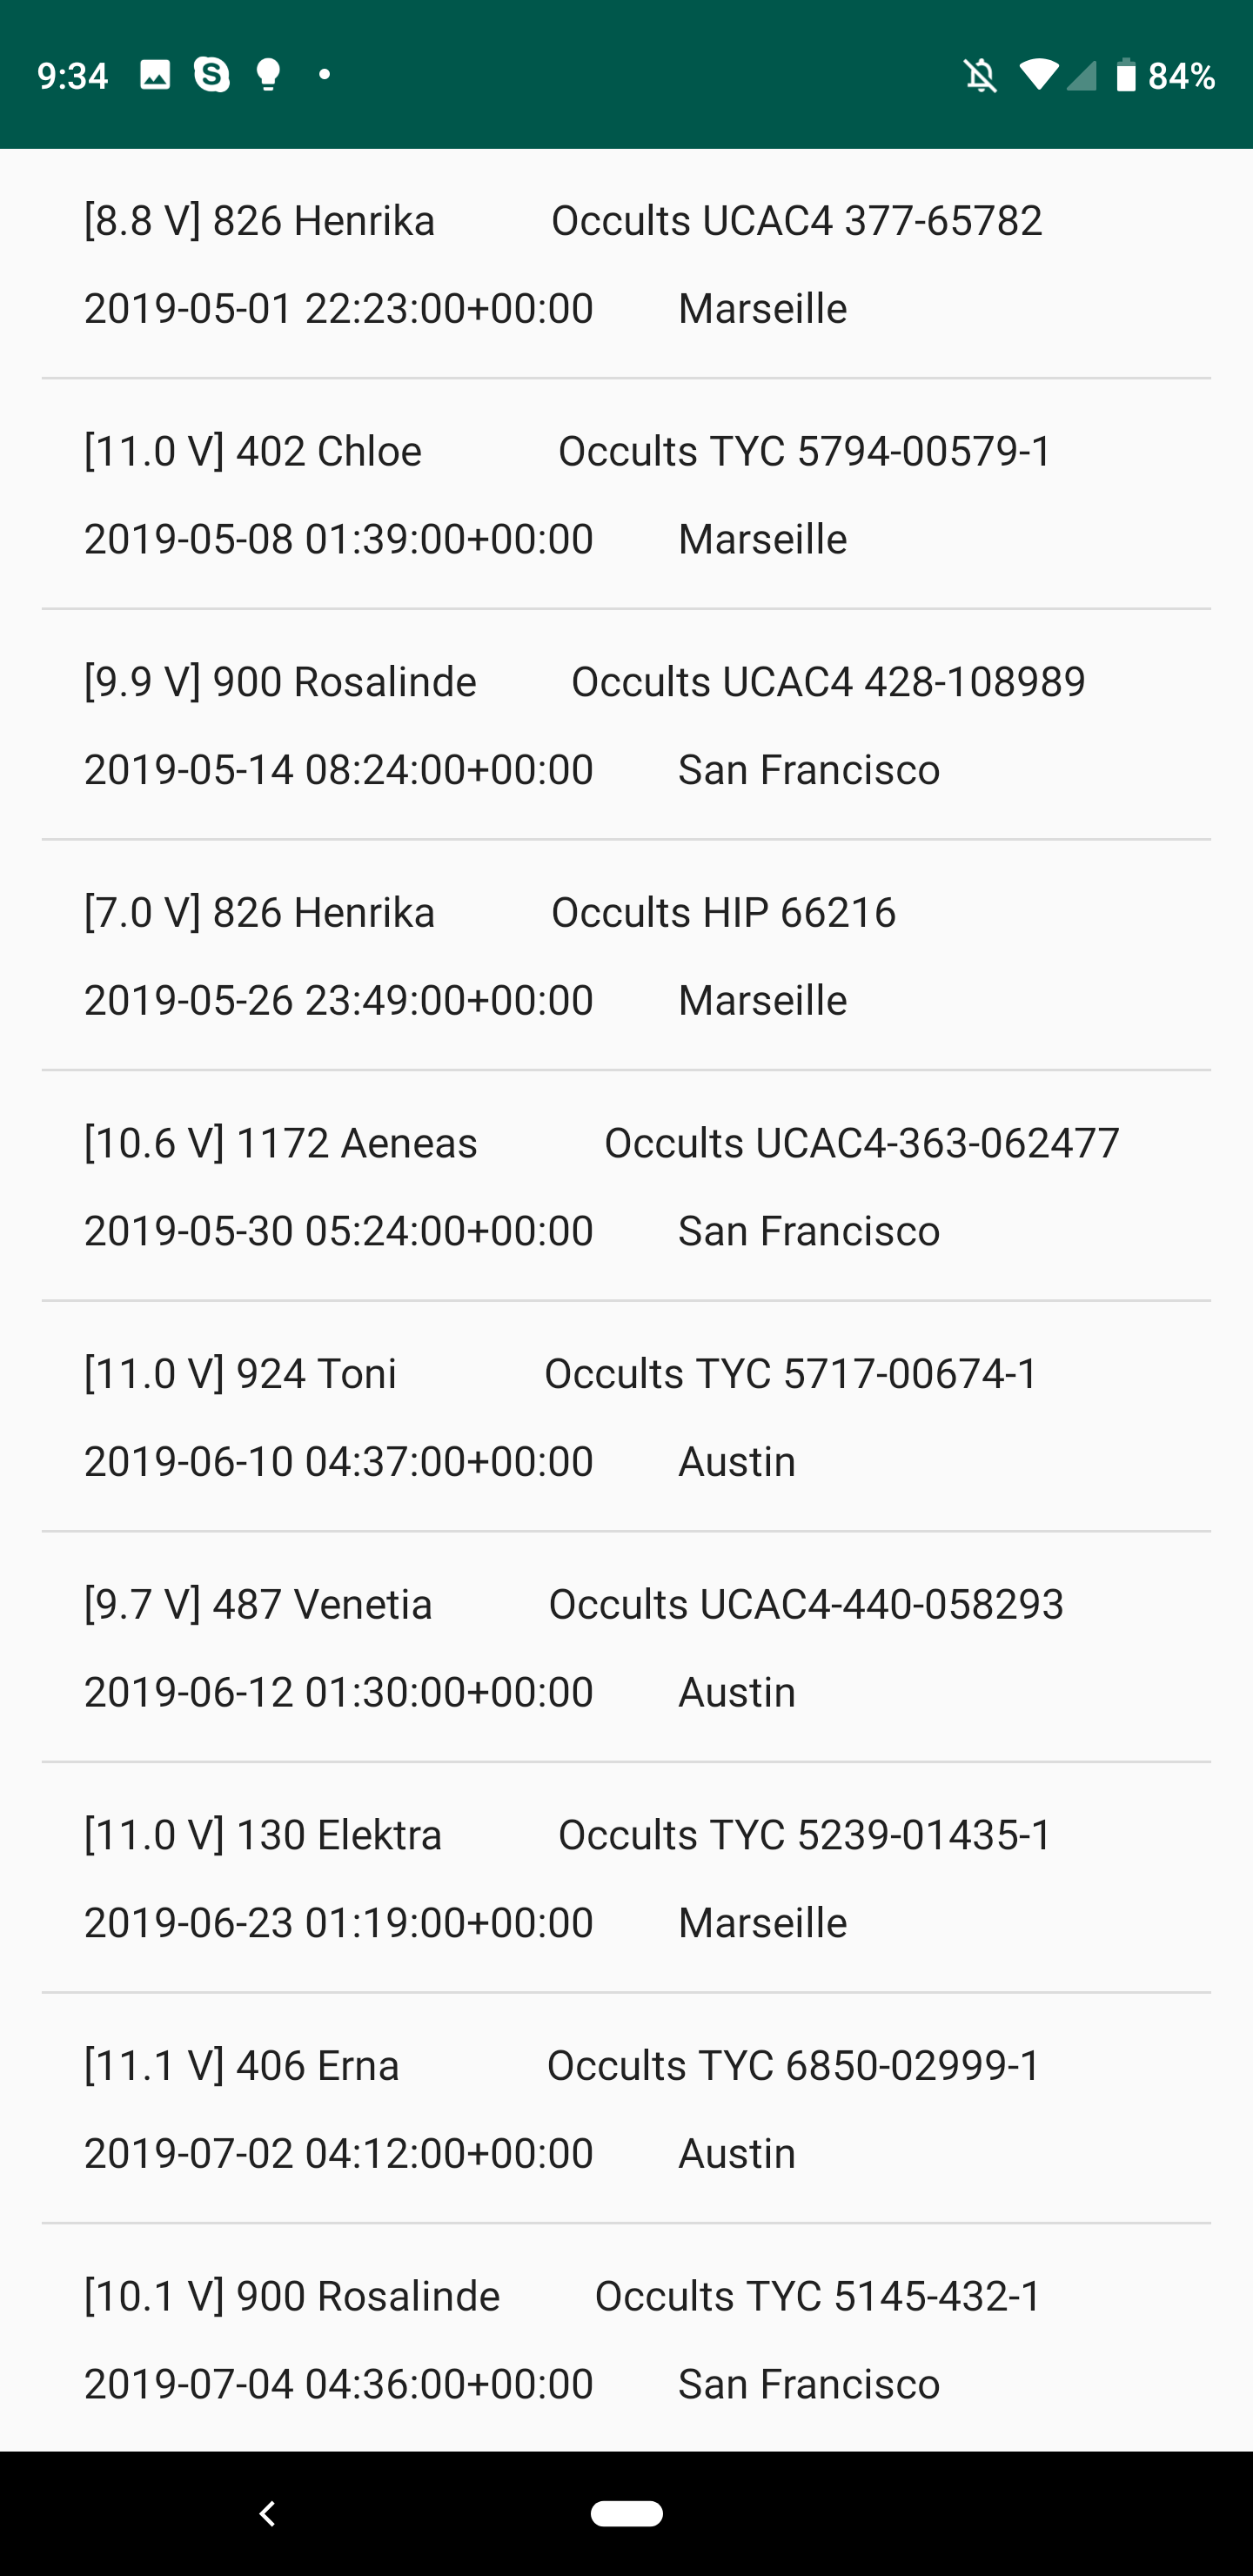 9:34 84%
[8.8 V] 826 Henrika Occults UCAC4 377-65782
2019-05-01 22:23:00+00:00 Marseille
[11.0 V] 402 Chloe Occults TYC 5794-00579-1
2019-05-08 01:39:00+00:00 Marseille
[9.9 V] 900 Rosalinde Occults UCAC4 428-108989
2019-05-14 08:24:00+00:00 San Francisco
[7.0 V] 826 Henrika Occults HIP 66216
2019-05-26 23:49:00+00:00 Marseille
[10.6 V] 1172 Aeneas Occults UCAC4-363-062477
2019-05-30 05:24:00+00:00 San Francisco
[11.0 V] 924 Toni Occults TYC 5717-00674-1
2019-06-10 04:37:00+00:00 Austin
[9.7 V] 487 Venetia Occults UCAC4-440-058293
2019-06-12 01:30:00+00:00 Austin
[11.0 V] 130 Elektra Occults TYC 5239-01435-1
2019-06-23 01:19:00+00:00 Marseille
[11.1 V] 406 Erna Occults TYC 6850-02999-1
2019-07-02 04:12:00+00:00 Austin
[10.1 V] 900 Rosalinde Occults TYC 5145-432-1
2019-07-04 04:36:00+00:00 San Francisco